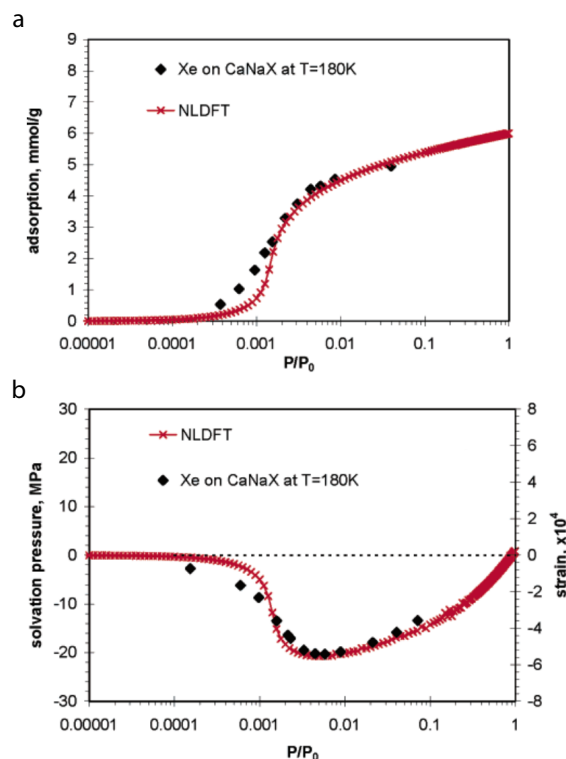 a
9
8
7
6
5
4
3
2
1
0
adsorption, mmol/g
Xe on CaNaX at T=180K
NLDFT
0.00001 0.0001 0.001 0.01 0.1 1
P/P0
b
30
20
10
0
-10
-20
-30
solvation pressure, MPa
NLDFT
Xe on CaNaX at T=180K
8
6
4
2
0
-2
-4
-6
-8
strain, x10⁴
0.00001 0.0001 0.001 0.01 0.1 1
P/P₀